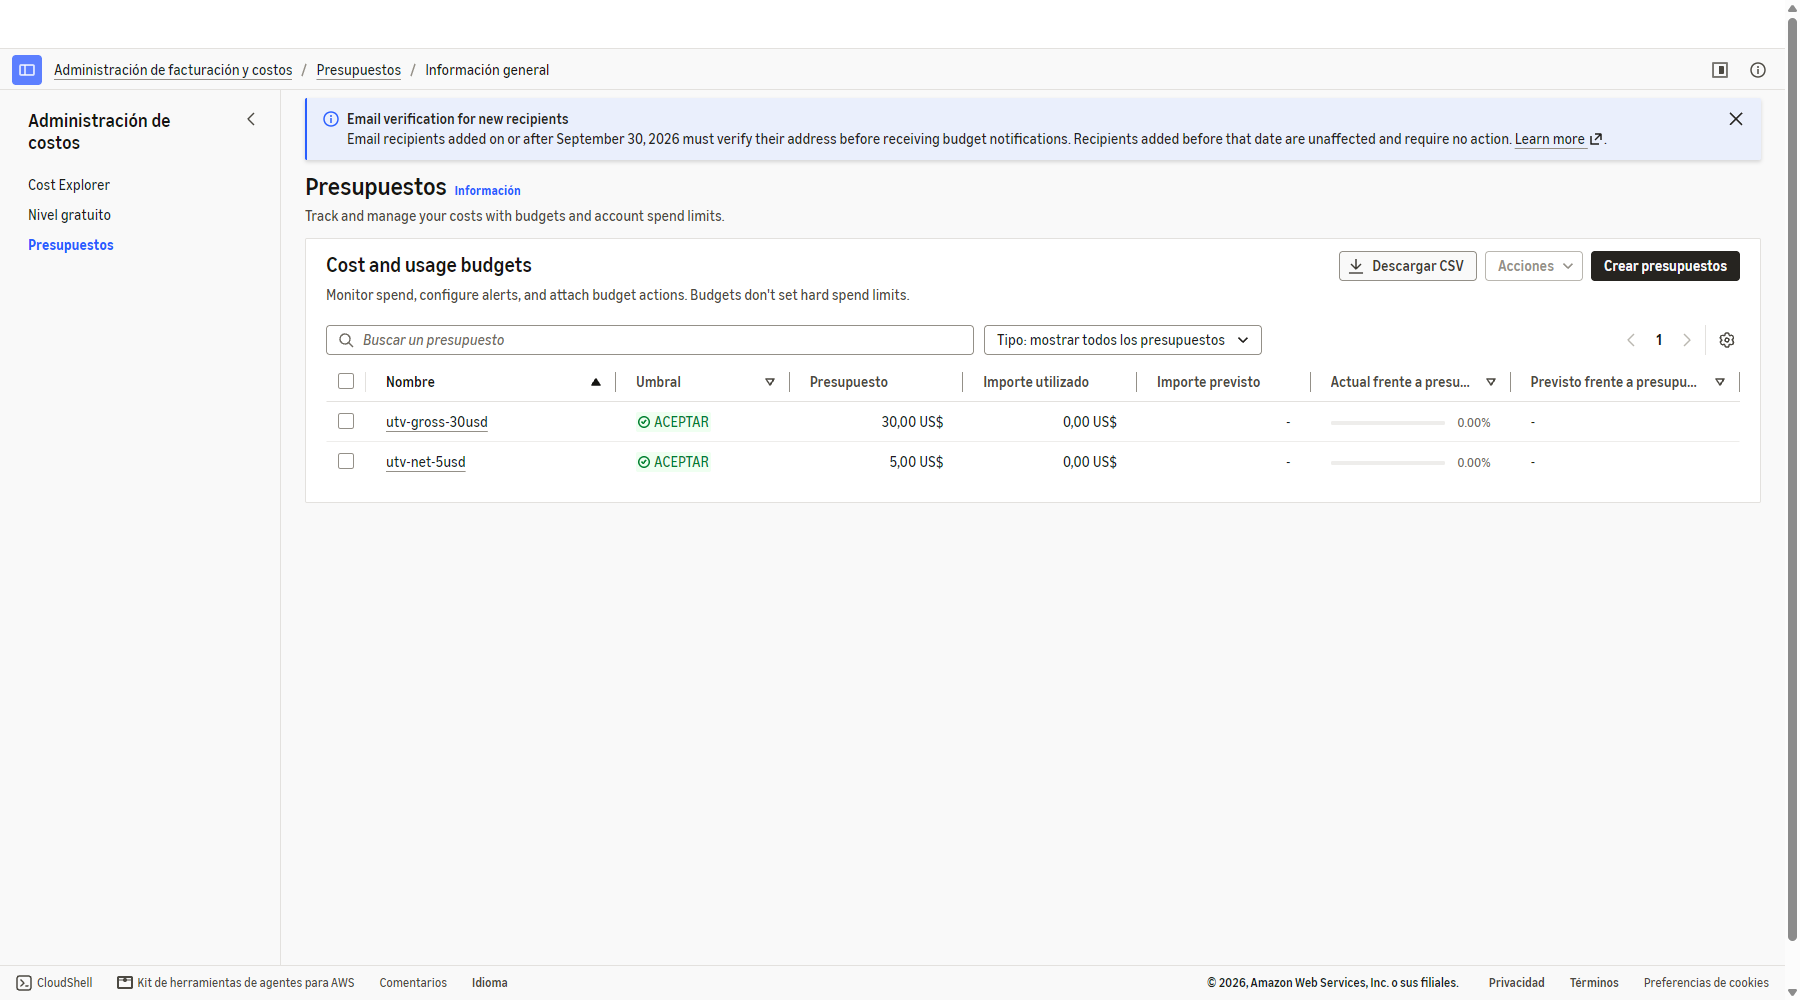 Administración de facturación y costos / Presupuestos / Información general
Administración de costos
Cost Explorer
Nivel gratuito
Presupuestos
Email verification for new recipients
Email recipients added on or after September 30, 2026 must verify their address before receiving budget notifications. Recipients added before that date are unaffected and require no action. Learn more.
Presupuestos Información
Track and manage your costs with budgets and account spend limits.
Cost and usage budgets
Descargar CSV Acciones Crear presupuestos
Monitor spend, configure alerts, and attach budget actions. Budgets don't set hard spend limits.
Buscar un presupuesto Tipo: mostrar todos los presupuestos 1
Nombre Umbral Presupuesto Importe utilizado Importe previsto Actual frente a presu... Previsto frente a presupu...
utv-gross-30usd ACEPTAR 30,00 US$ 0,00 US$ - 0.00% -
utv-net-5usd ACEPTAR 5,00 US$ 0,00 US$ - 0.00% -
CloudShell Kit de herramientas de agentes para AWS Comentarios Idioma © 2026, Amazon Web Services, Inc. o sus filiales. Privacidad Términos Preferencias de cookies